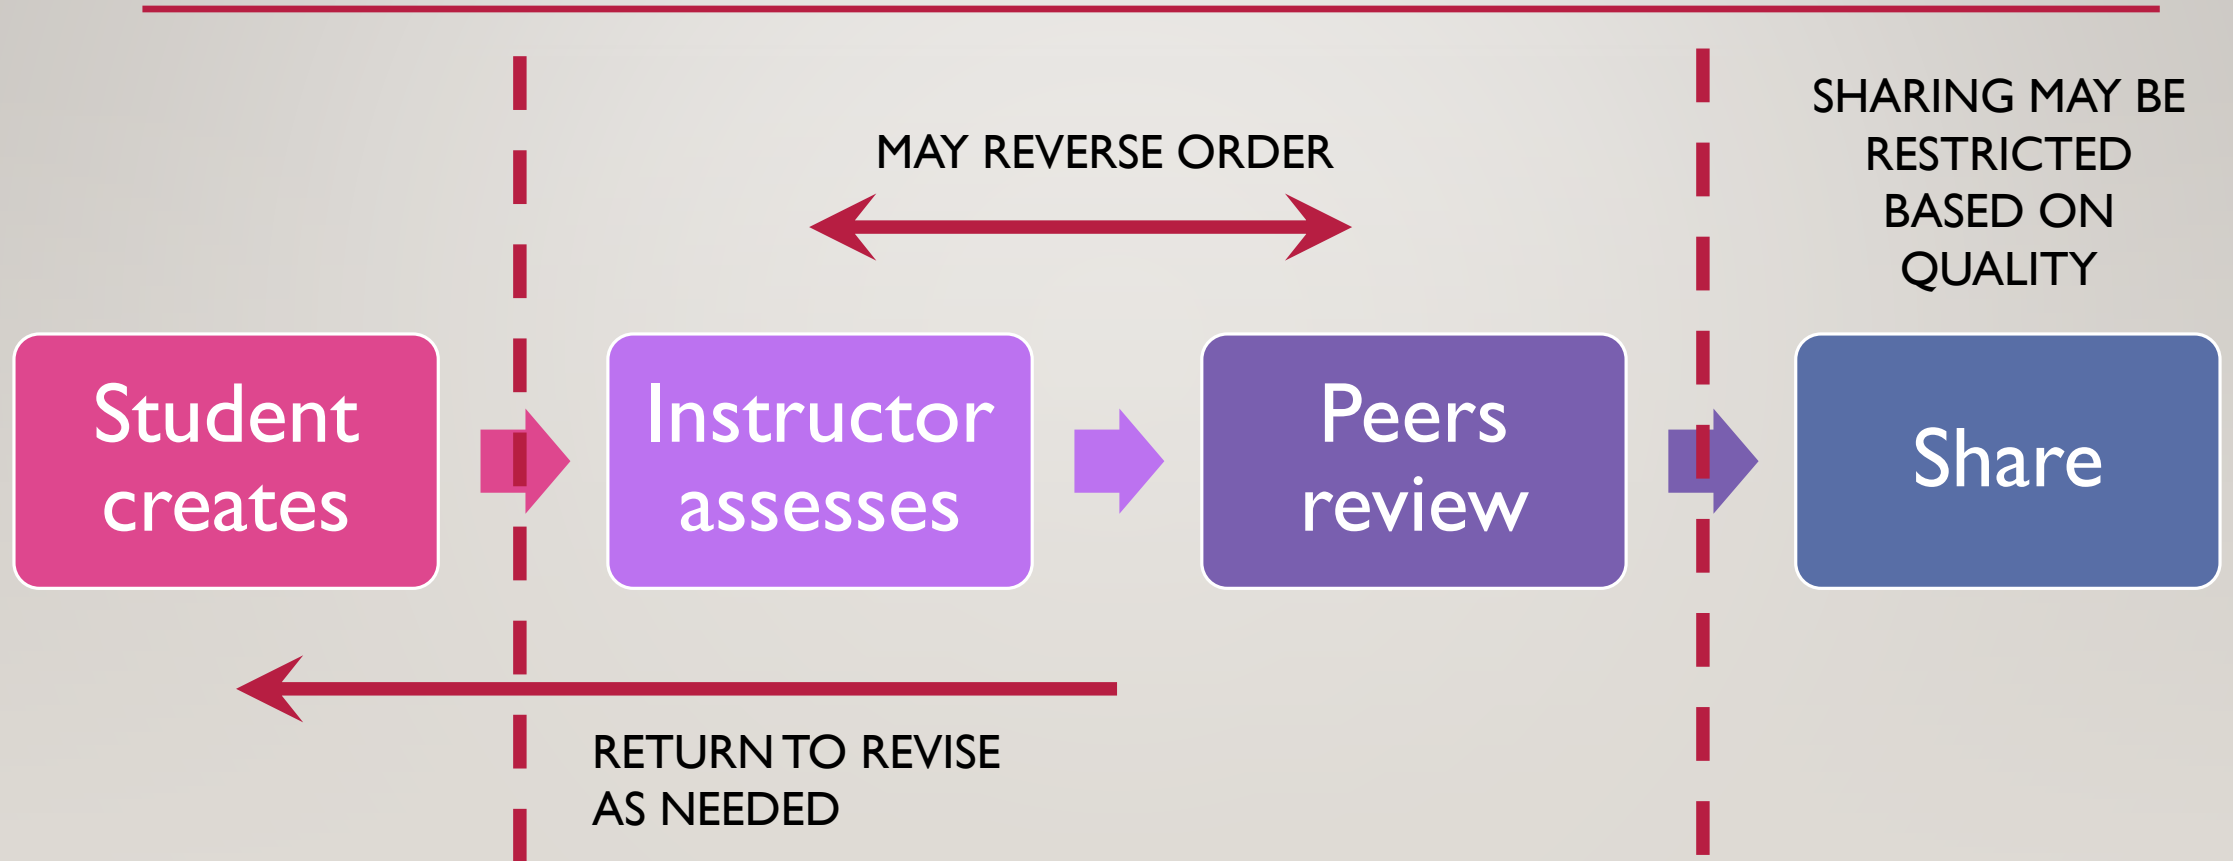 MAY REVERSE ORDER
SHARING MAY BE
RESTRICTED
BASED ON
QUALITY
Student
creates
Instructor
assesses
Peers
review
Share
RETURN TO REVISE
AS NEEDED